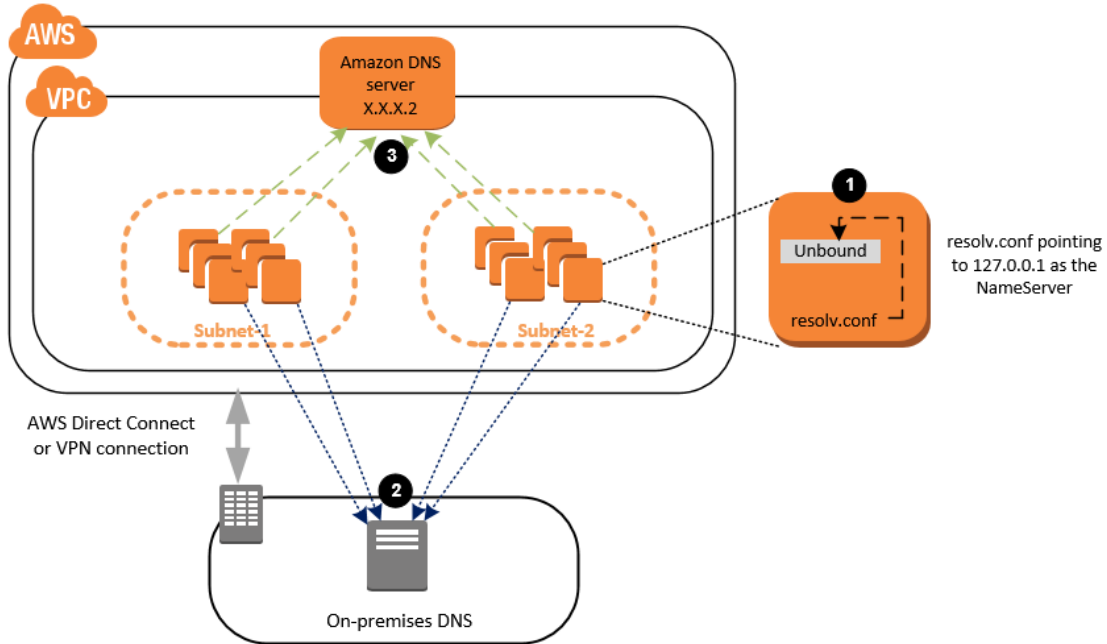 AWS
VPC
Amazon DNS
server
X.X.X.2
3
1
Unbound
resolv.conf
resolv.conf pointing
to 127.0.0.1 as the
NameServer
Subnet-1
Subnet-2
AWS Direct Connect
or VPN connection
2
On-premises DNS